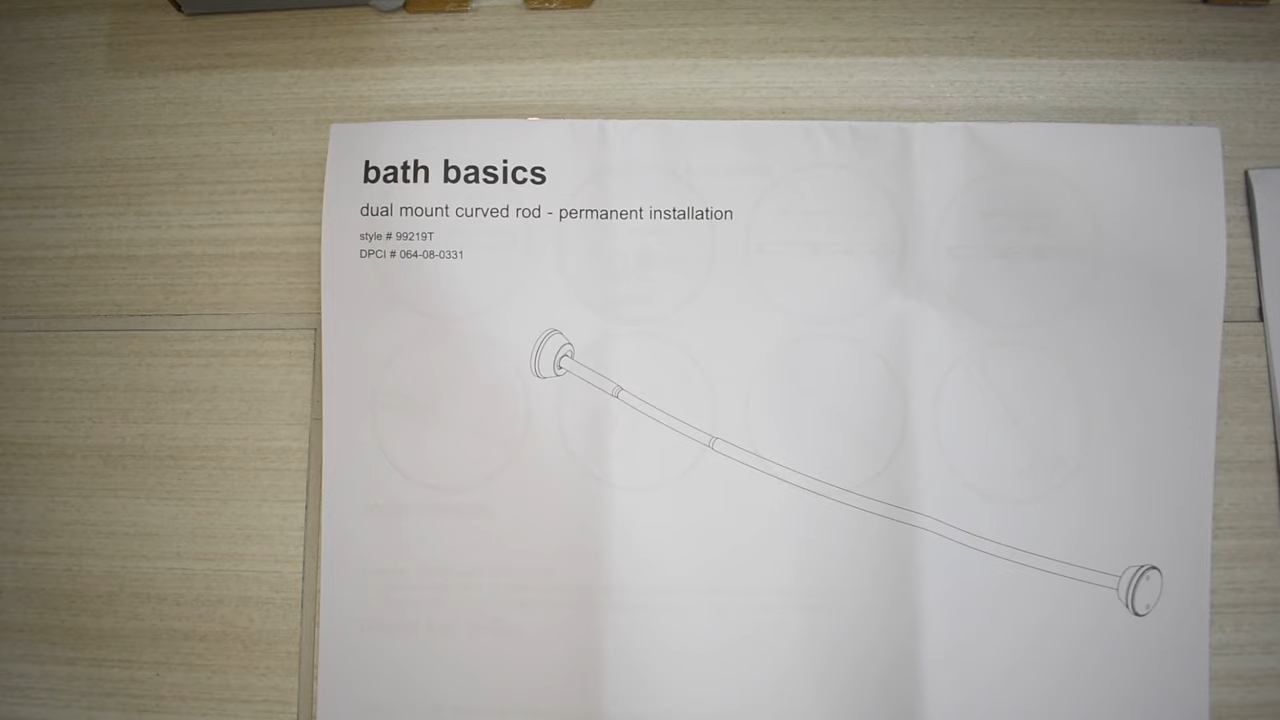 bath basics
dual mount curved rod - permanent installation
style # 99219T
DPCI # 064-08-0331